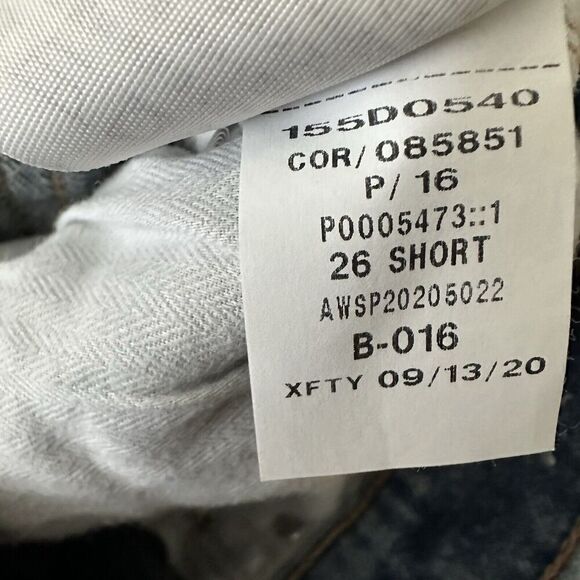 155D0540
COR/085851
P/ 16
P0005473::1
26 SHORT
AWSP20205022
B-016
XFTY 09/13/20